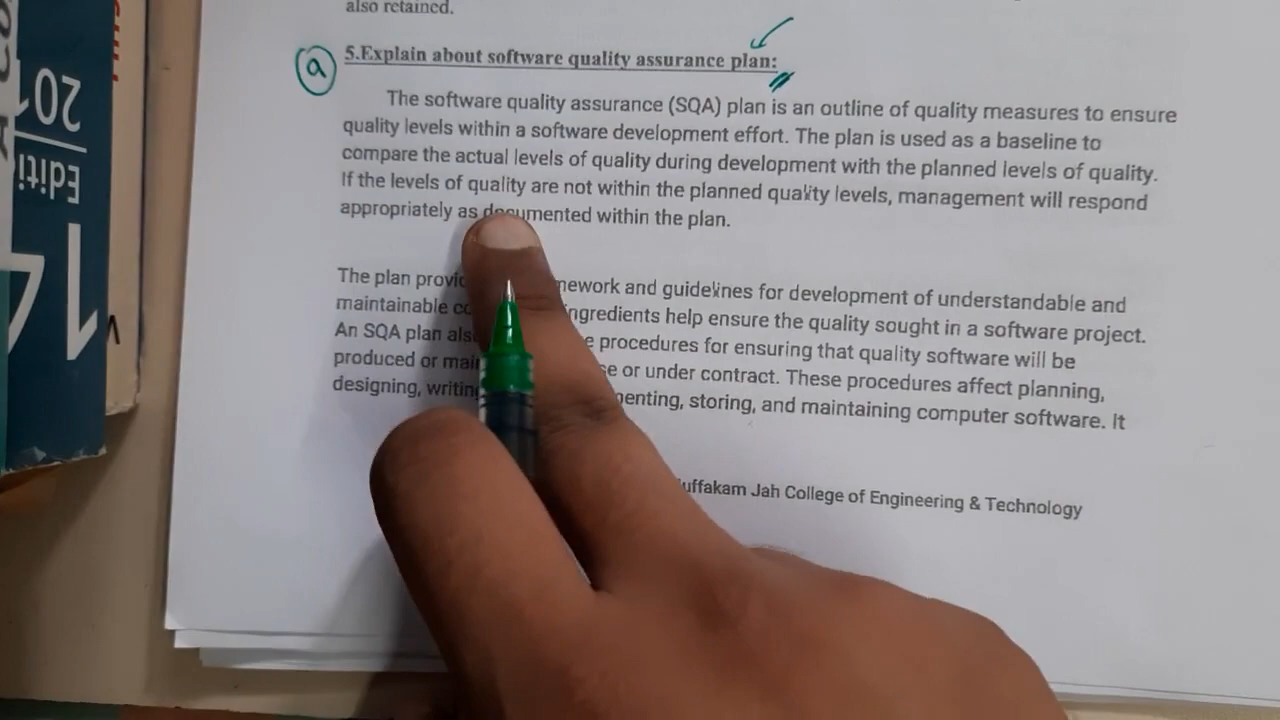 also retained.
a
5.Explain about software quality assurance plan:
The software quality assurance (SQA) plan is an outline of quality measures to ensure
quality levels within a software development effort. The plan is used as a baseline to
compare the actual levels of quality during development with the planned levels of quality.
If the levels of quality are not within the planned quality levels, management will respond
appropriately as documented within the plan.
The plan and guidelines for development of understandable and
maintainable ingredients help ensure the quality sought in a software project.
An SQA plan procedures for ensuring that quality software will be
produced or or under contract. These procedures affect planning,
designing, storing, and maintaining computer software. It
Jah College of Engineering & Technology
14